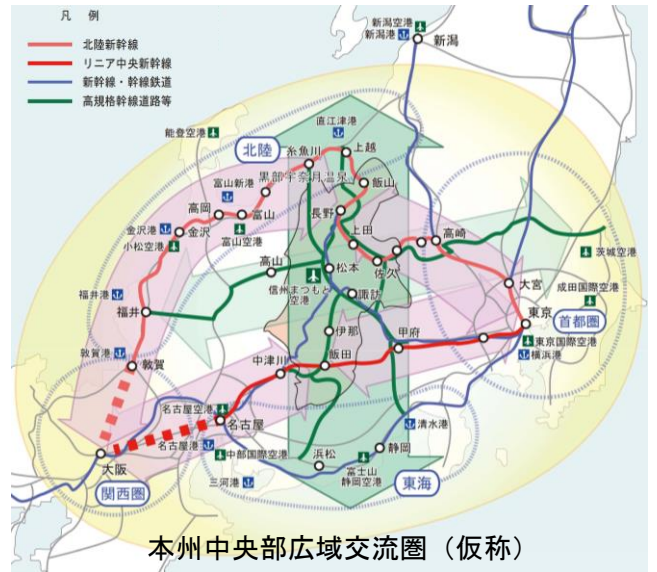 凡 例
北陸新幹線
リニア中央新幹線
新幹線・幹線鉄道
高規格幹線道路等
新潟空港
新潟港
新潟
能登空港
直江津港
北陸
糸魚川
上越
黒部宇奈月温泉
飯山
富山新港
高岡
富山
長野
金沢港
金沢
小松空港
富山空港
上田
高崎
高山
松本
佐久
茨城空港
信州まつもと
空港
諏訪
大宮
成田国際空港
福井港
福井
伊那
甲府
東京
首都圏
敦賀港
敦賀
中津川
飯田
東京国際空港
横浜港
名古屋空港
名古屋
名古屋港
清水港
大阪
中部国際空港
浜松
静岡
富士山
静岡空港
関西圏
三河港
東海
本州中央部広域交流圏（仮称）